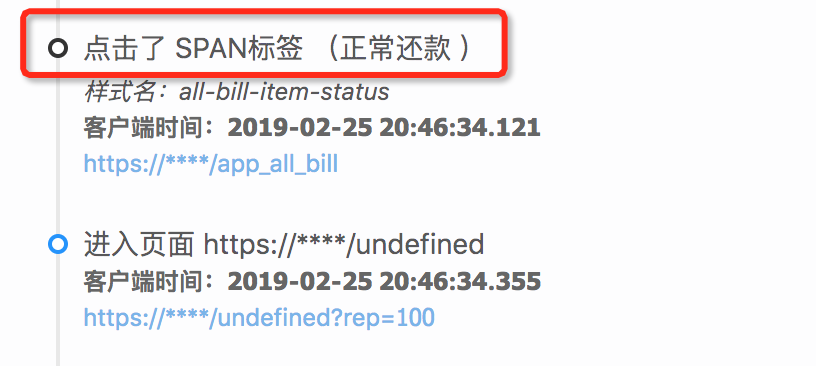 点击了 SPAN标签 （正常还款 ）
样式名：all-bill-item-status
客户端时间：2019-02-25 20:46:34.121
https://****/app_all_bill
进入页面 https://****/undefined
客户端时间：2019-02-25 20:46:34.355
https://****/undefined?rep=100